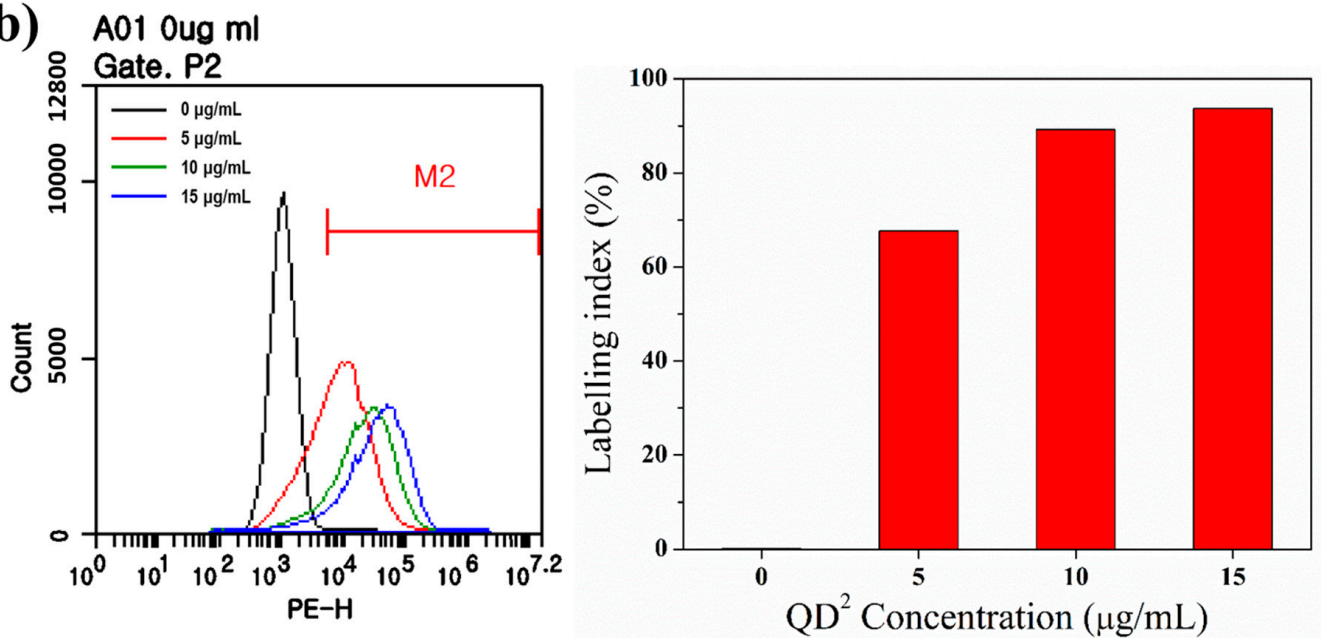 b)
A01 0ug ml
Gate. P2
12800
10000
5000
0
Count
0 µg/mL
5 µg/mL
10 µg/mL
15 µg/mL
M2
10^0 10^1 10^2 10^3 10^4 10^5 10^6 10^7.2
PE-H
100
80
60
40
20
0
Labelling index (%)
0 5 10 15
QD^2 Concentration (µg/mL)